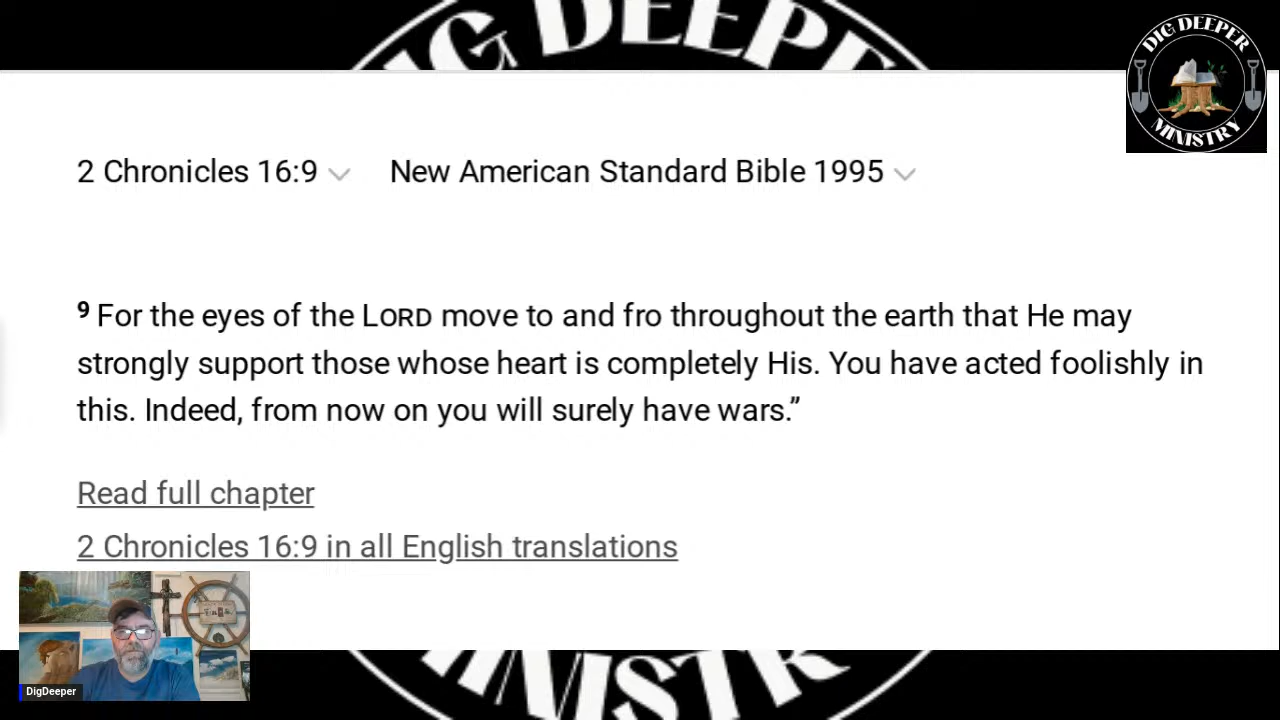 DIG DEEPER
DIG DEEPER
MINISTRY
2 Chronicles 16:9 New American Standard Bible 1995
9 For the eyes of the LORD move to and fro throughout the earth that He may
strongly support those whose heart is completely His. You have acted foolishly in
this. Indeed, from now on you will surely have wars.”
Read full chapter
2 Chronicles 16:9 in all English translations
DigDeeper
MINISTRY